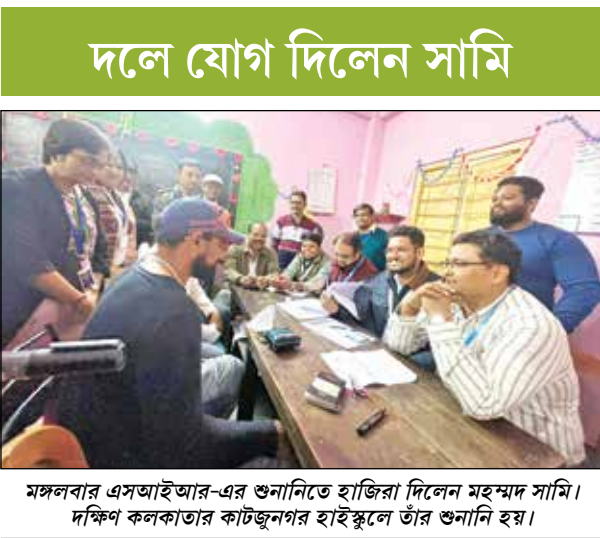 দলে যোগ দিলেন সামি
মঙ্গলবার এসআইআর-এর শুনানিতে হাজিরা দিলেন মহম্মদ সামি।
দক্ষিণ কলকাতার কাটজুনগর হাইস্কুলে তাঁর শুনানি হয়।